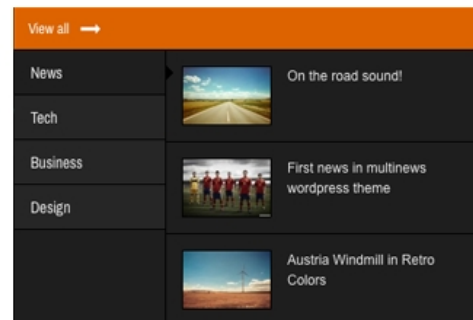 View all
News
Tech
Business
Design
On the road sound!
First news in multinews
wordpress theme
Austria Windmill in Retro
Colors